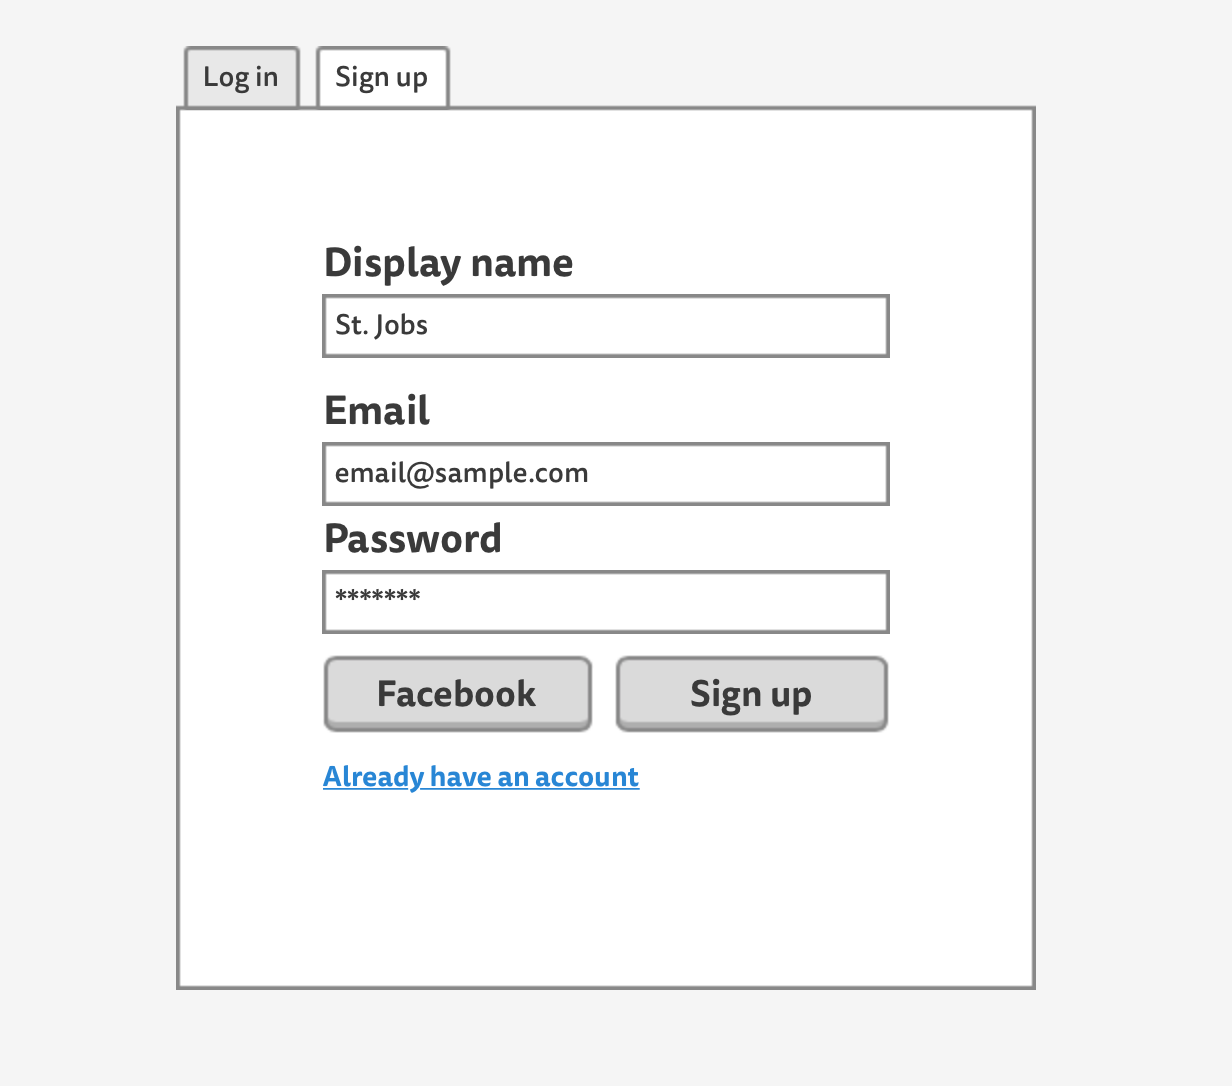 Log in Sign up
Display name
St. Jobs
Email
email@sample.com
Password
*******
Facebook Sign up
Already have an account